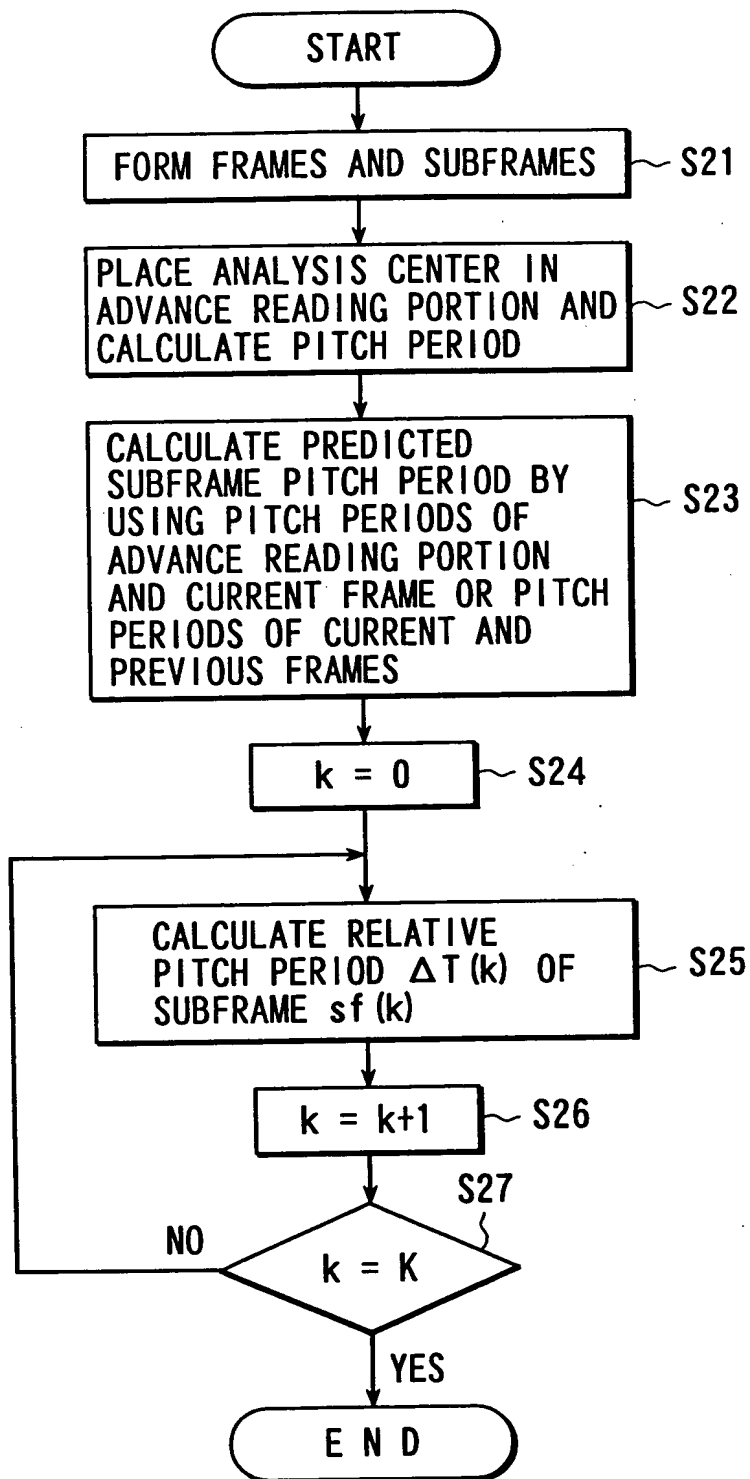 START
FORM FRAMES AND SUBFRAMES
S21
PLACE ANALYSIS CENTER IN
ADVANCE READING PORTION AND
CALCULATE PITCH PERIOD
S22
CALCULATE PREDICTED
SUBFRAME PITCH PERIOD BY
USING PITCH PERIODS OF
ADVANCE READING PORTION
AND CURRENT FRAME OR PITCH
PERIODS OF CURRENT AND
PREVIOUS FRAMES
S23
k = 0
S24
CALCULATE RELATIVE
PITCH PERIOD ΔT(k) OF
SUBFRAME sf(k)
S25
k = k+1
S26
S27
NO
k = K
YES
END